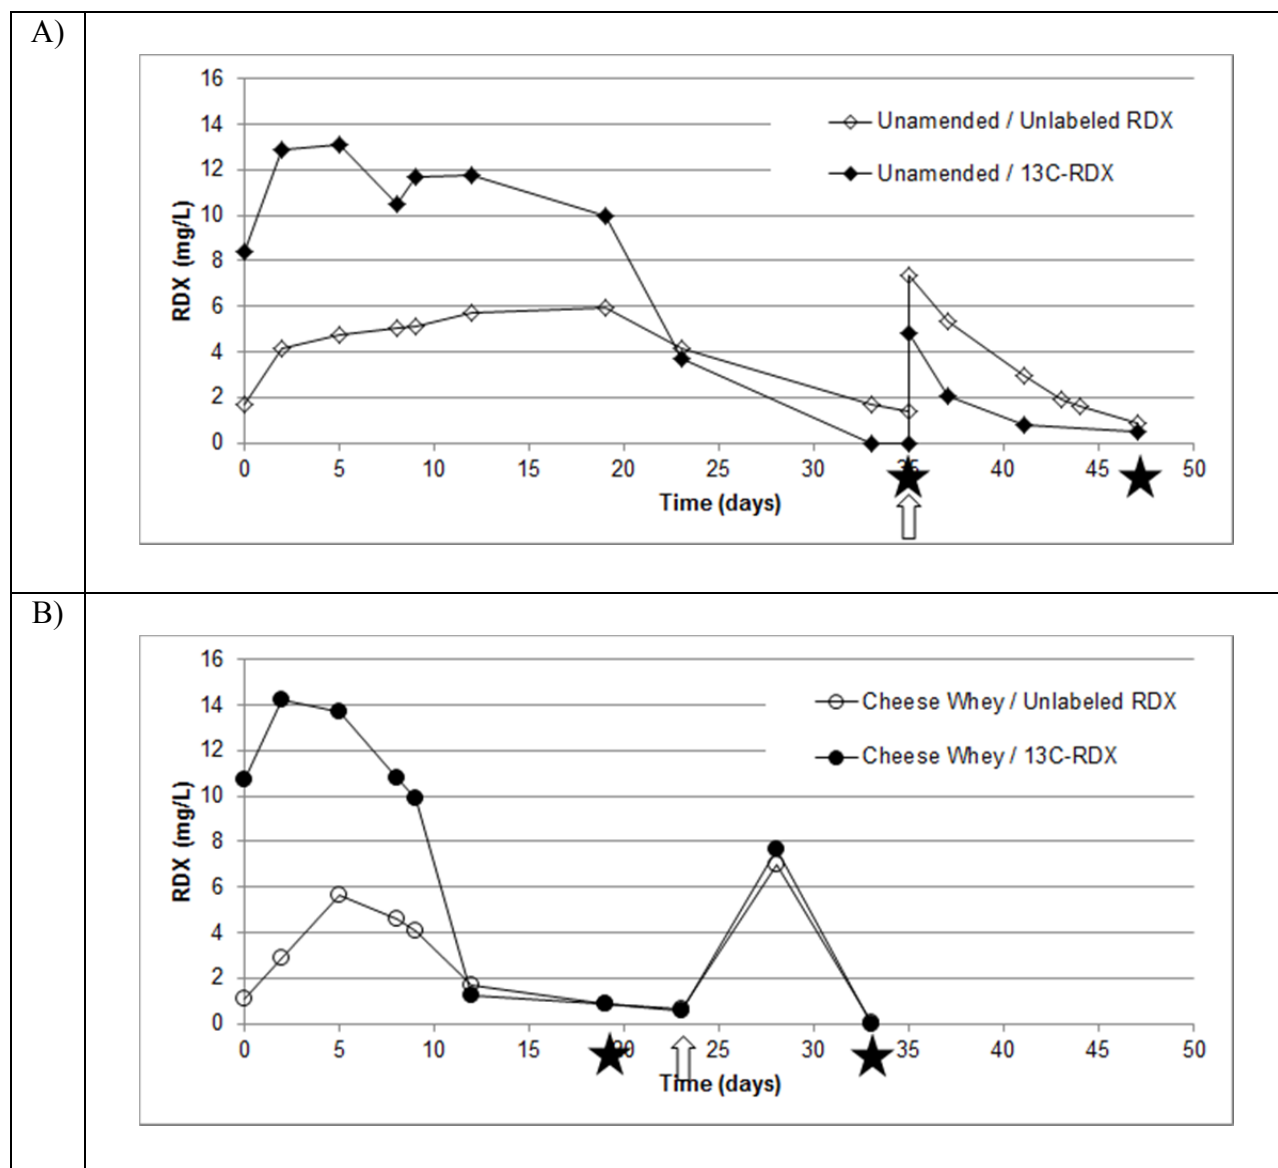 A)
16
14
12
10
8
6
4
2
0
RDX (mg/L)
Unamended / Unlabeled RDX
Unamended / 13C-RDX
0 5 10 15 20 25 30 35 40 45 50
Time (days)
B)
16
14
12
10
8
6
4
2
0
RDX (mg/L)
Cheese Whey / Unlabeled RDX
Cheese Whey / 13C-RDX
0 5 10 15 20 25 30 35 40 45 50
Time (days)